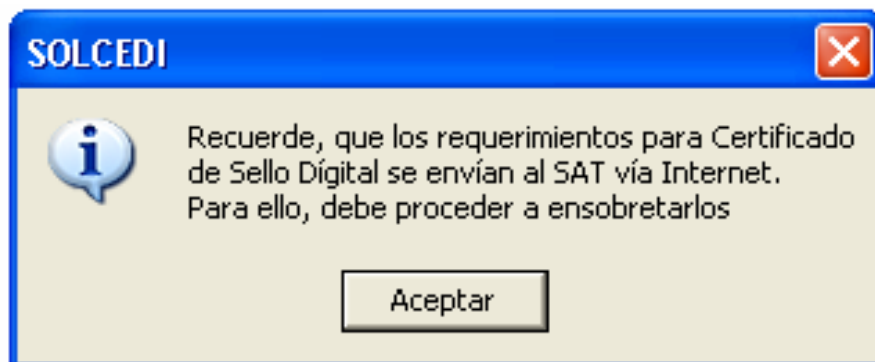 SOLCEDI
Recuerde, que los requerimientos para Certificado
de Sello Dígital se envían al SAT vía Internet.
Para ello, debe proceder a ensobretarlos
Aceptar